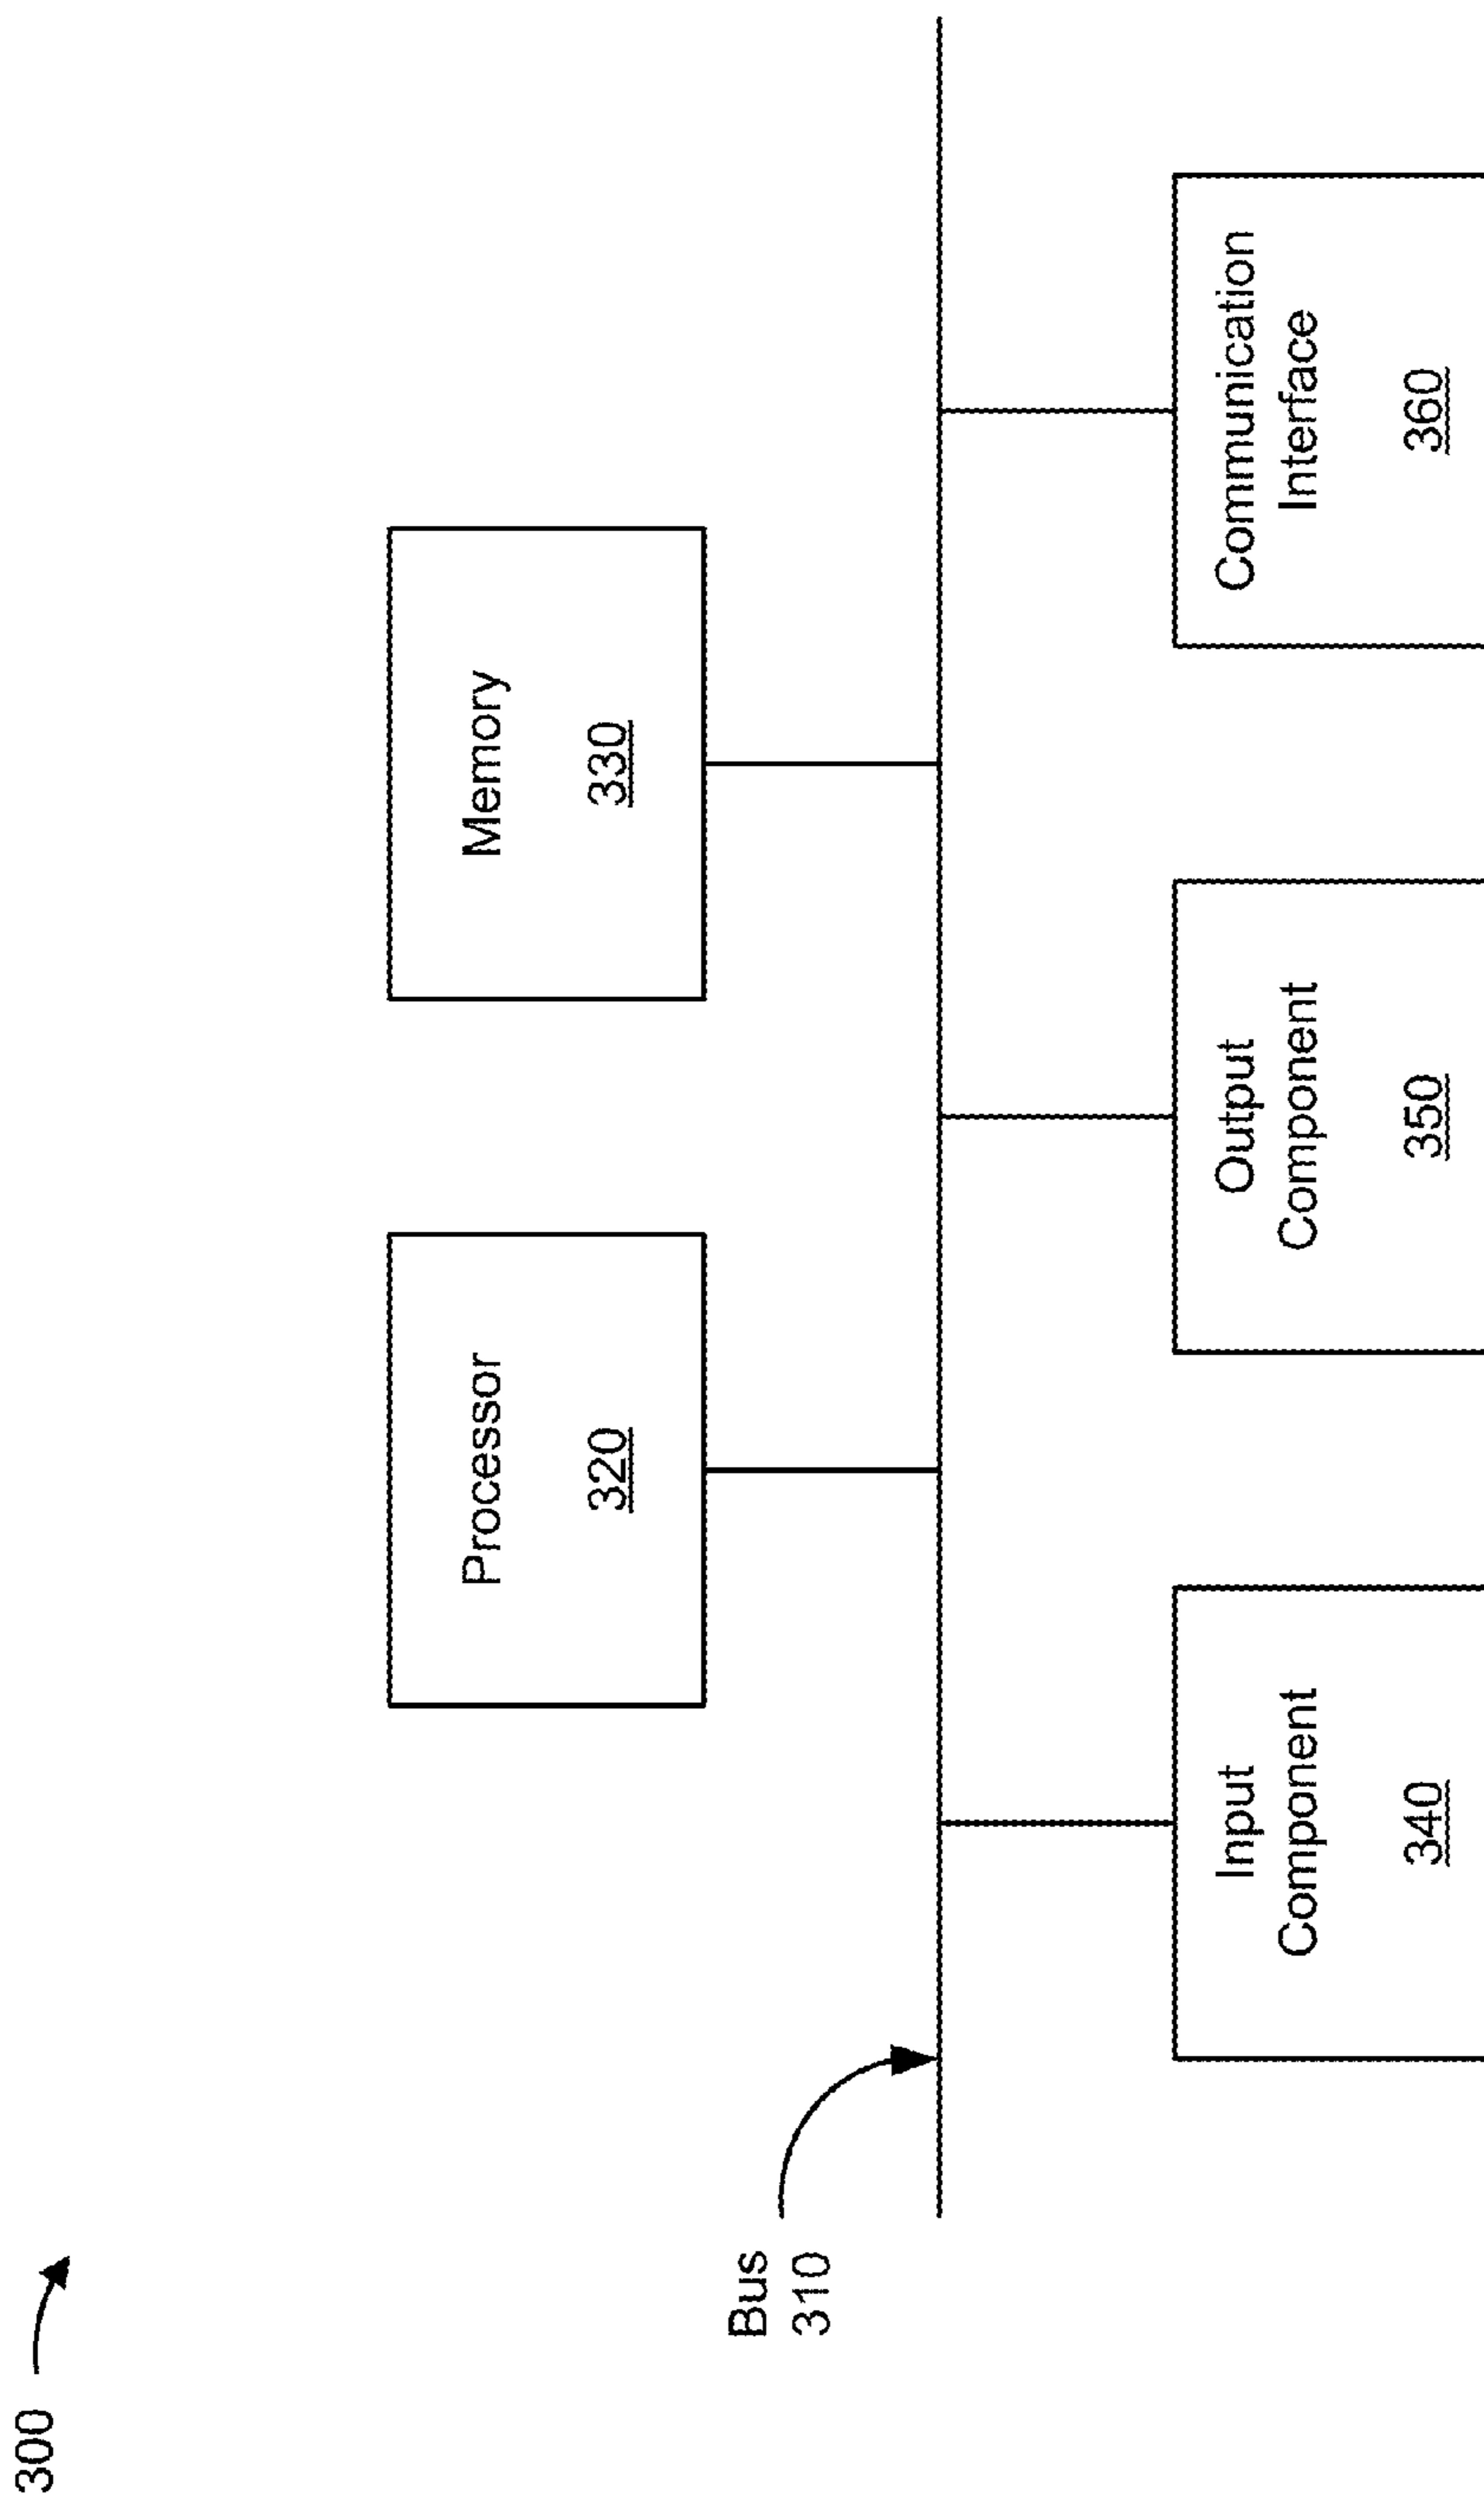 300
Processor
320
Memory
330
Bus
310
Input
Component
340
Output
Component
350
Communication
Interface
360